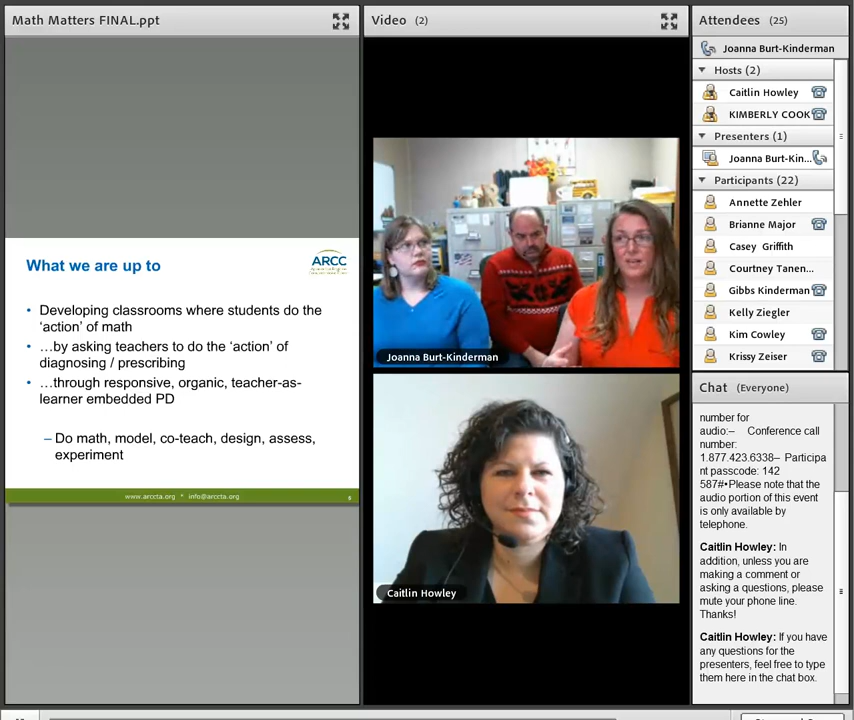 Math Matters FINAL.ppt
What we are up to
ARCC
• Developing classrooms where students do the
‘action’ of math
• …by asking teachers to do the ‘action’ of
diagnosing / prescribing
• …through responsive, organic, teacher-as-
learner embedded PD
– Do math, model, co-teach, design, assess,
experiment
www.arccta.org * info@arccta.org
8
Video (2)
Joanna Burt-Kinderman
Caitlin Howley
Attendees (25)
Joanna Burt-Kinderman
Hosts (2)
Caitlin Howley
KIMBERLY COOK
Presenters (1)
Joanna Burt-Kin...
Participants (22)
Annette Zehler
Brianne Major
Casey Griffith
Courtney Tanen...
Gibbs Kinderman
Kelly Ziegler
Kim Cowley
Krissy Zeiser
Chat (Everyone)
number for
audio:– Conference call
number:
1.877.423.6338– Participa
nt passcode: 142
587#•Please note that the
audio portion of this event
is only available by
telephone.
Caitlin Howley: In
addition, unless you are
making a comment or
asking a questions, please
mute your phone line.
Thanks!
Caitlin Howley: If you have
any questions for the
presenters, feel free to type
them here in the chat box.